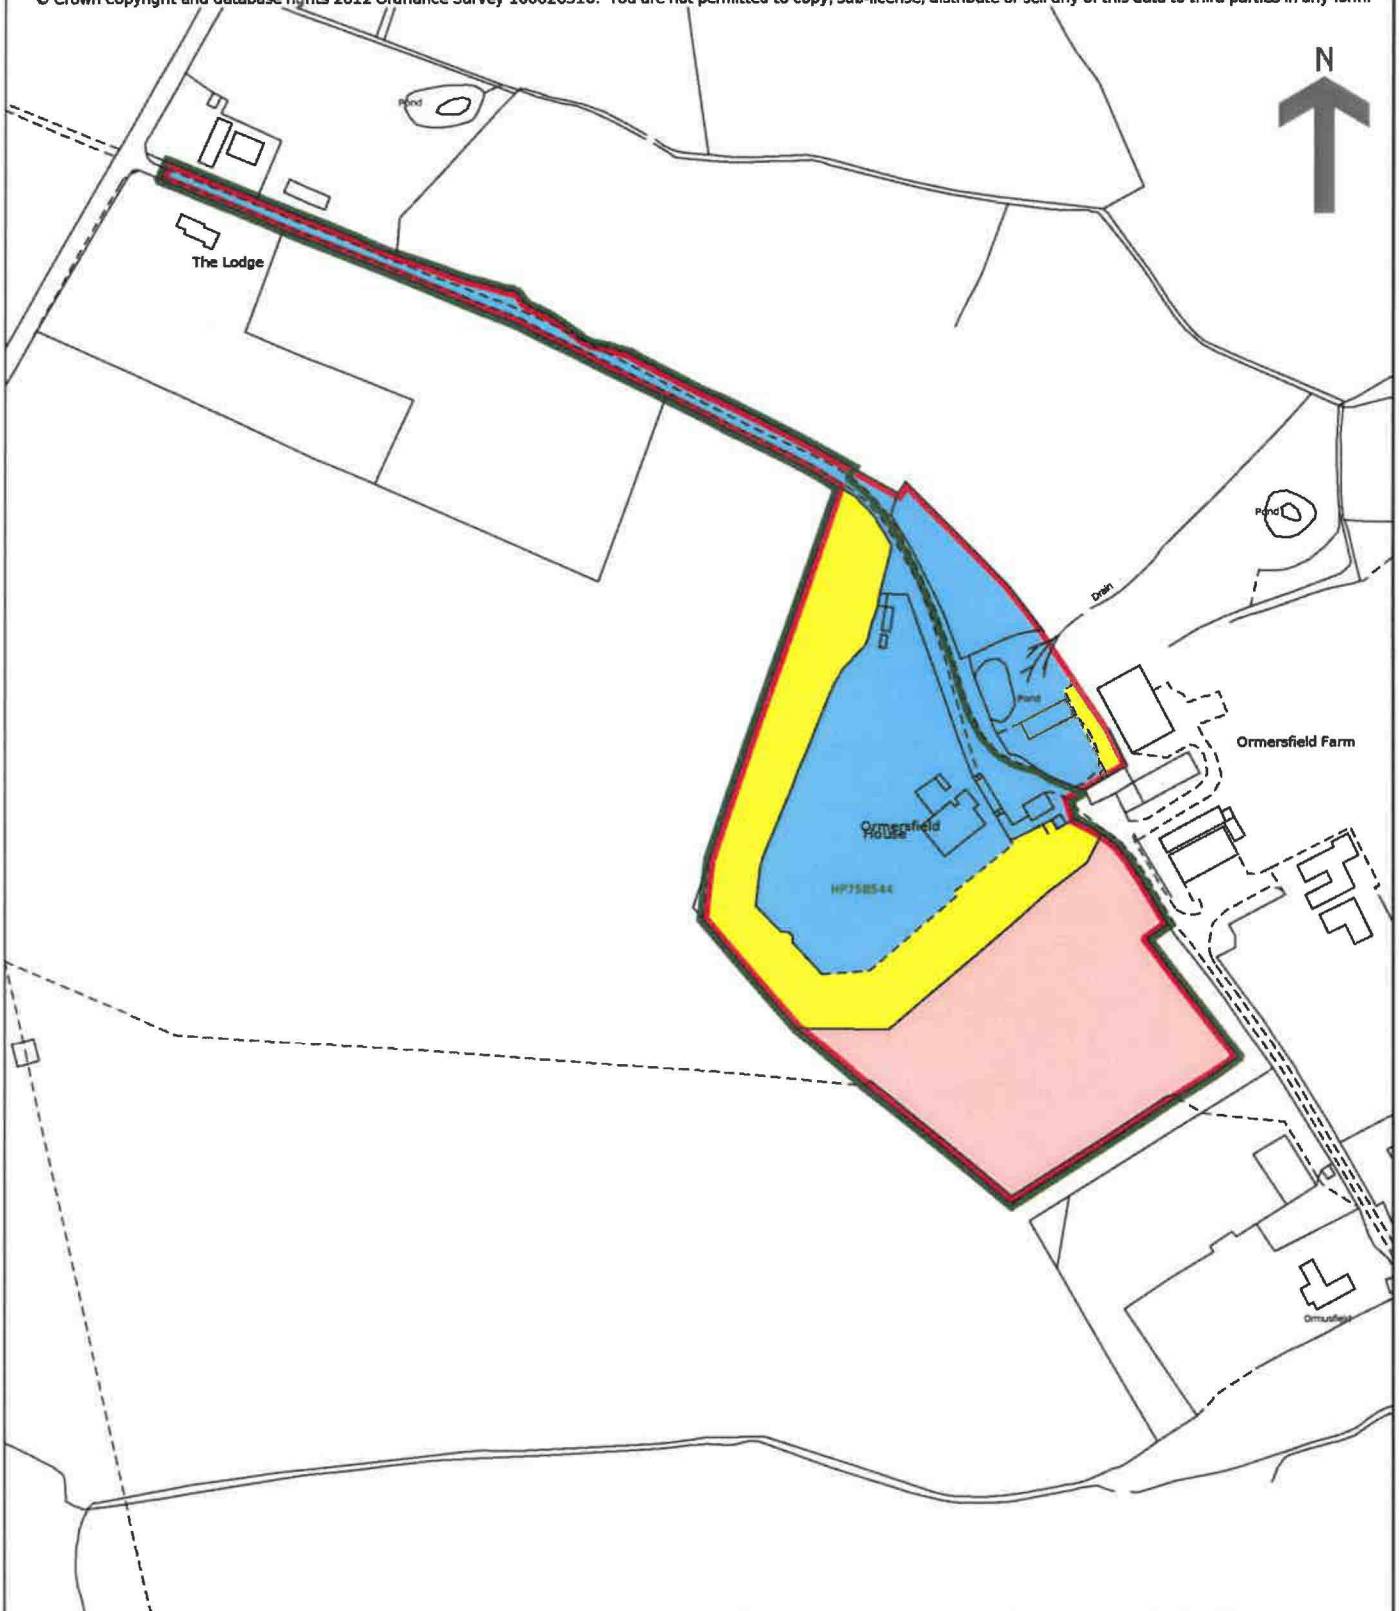 © Crown Copyright and database rights 2012 Ordnance Survey 100026316. You are not permitted to copy, sub-license, distribute or sell any of this data to third parties in any form.
N
Pond
The Lodge
Pond
Drain
Pond
Ormersfield Farm
Ormersfield
House
HP758544
Ormusfield